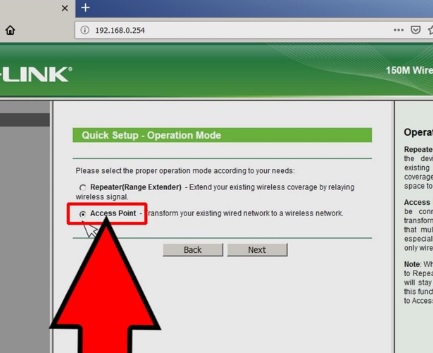 192.168.0.254
LINK
150M Wire
Quick Setup - Operation Mode
Please select the proper operation mode according to your needs:
Repeater(Range Extender) - Extend your existing wireless coverage by relaying
wireless signal.
Access Point - Transform your existing wired network to a wireless network.
Back Next
Operat
Repeate
the devi
existing
coverage
space to
Access
be conn
transform
that mul
especial
only wire
Note: Wh
to Repea
will stay
this funct
to Access